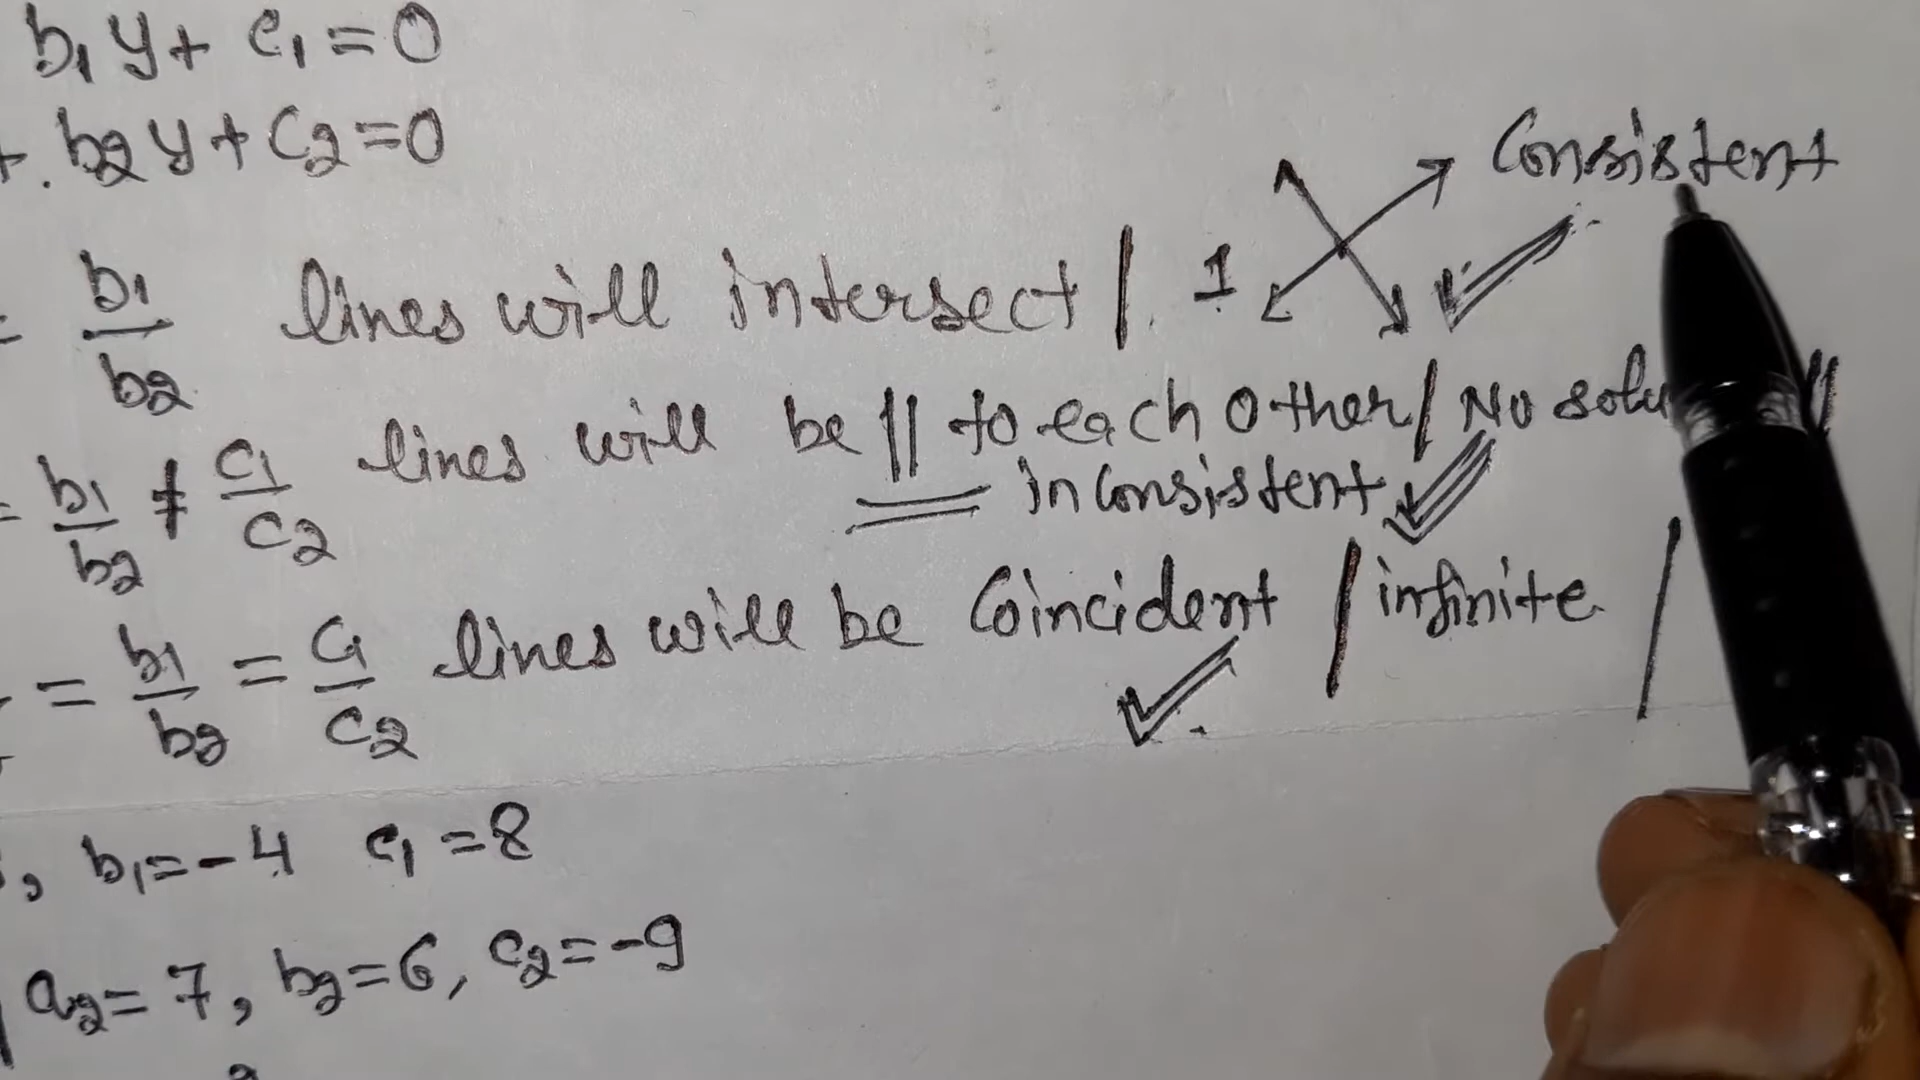 b1 y + c1 = 0
+. b2 y + c2 = 0
Consistent
= b1/b2 lines will intersect | . 1
= b1/b2 ≠ c1/c2 lines will be || to each other | No
inconsistent
= b1/b2 = c1/c2 lines will be Coincident | infinite |
, b1 = -4 c1 = 8
a2 = 7, b2 = 6, c2 = -9